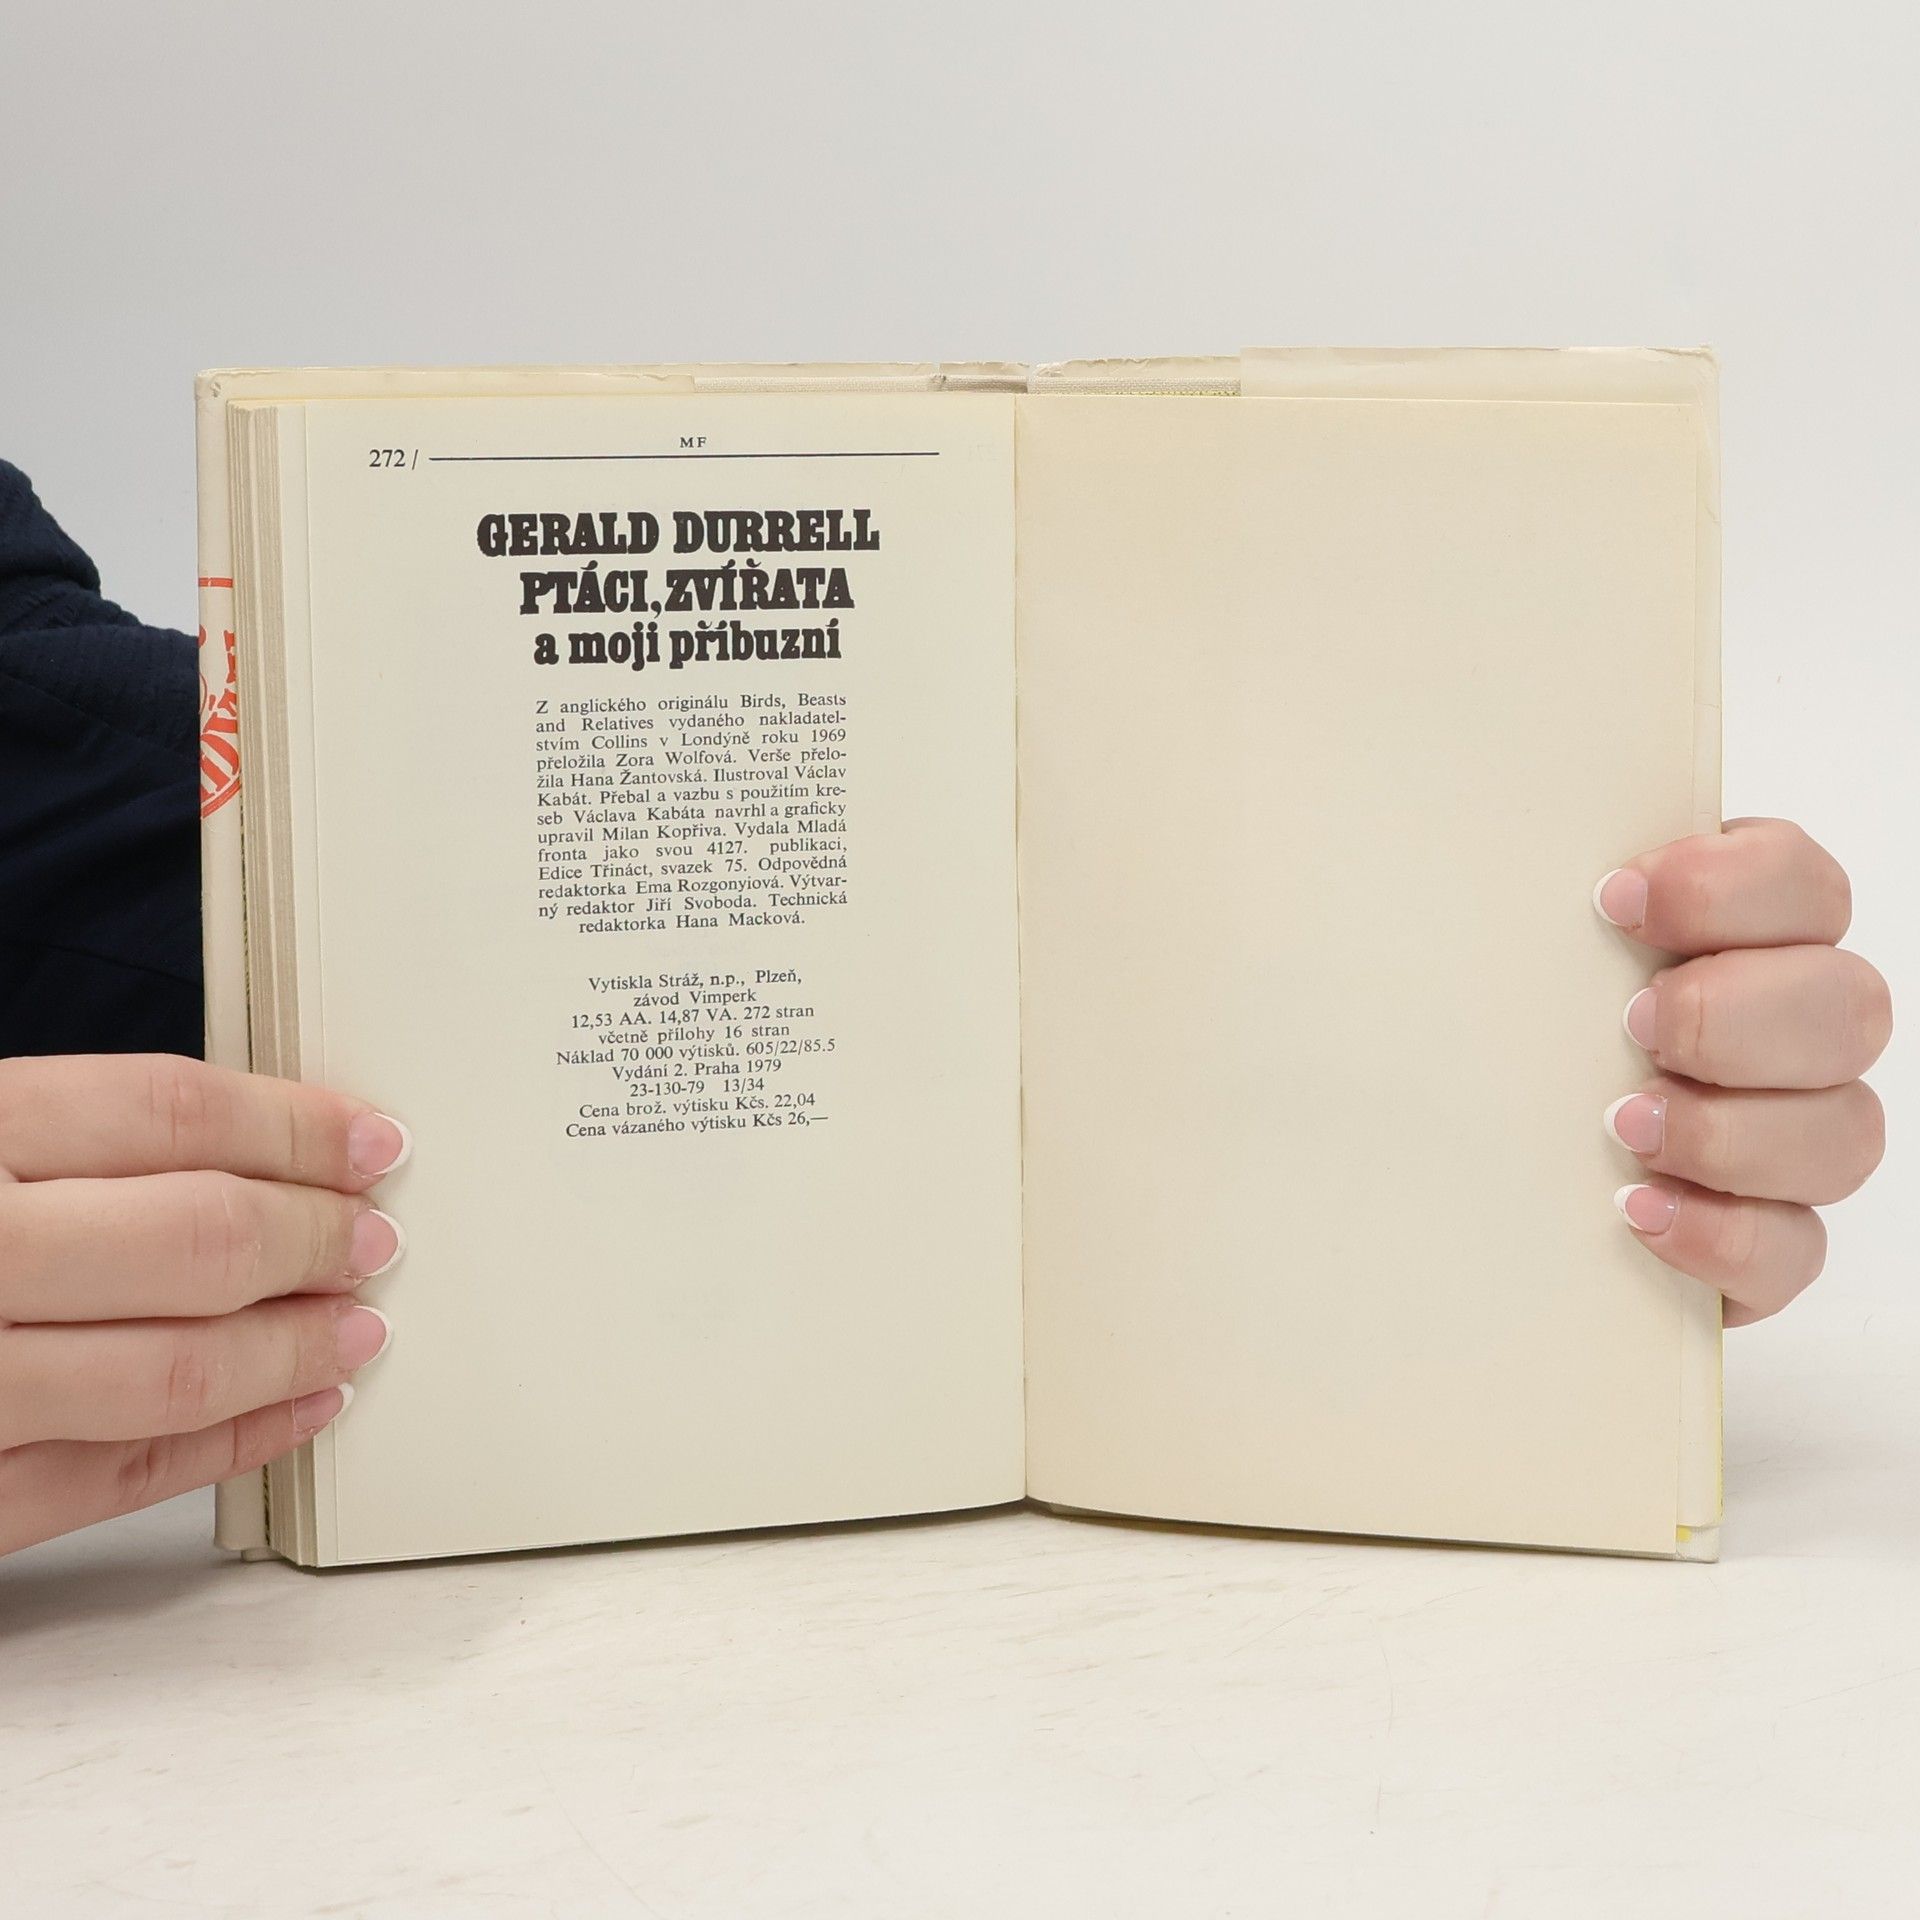 MF
272 /
GERALD DURRELL
PTÁCI, ZVÍŘATA
a moji příbuzní
Z anglického originálu Birds, Beasts
and Relatives vydaného nakladatel-
stvím Collins v Londýně roku 1969
přeložila Zora Wolfová. Verše přelo-
žila Hana Žantovská. Ilustroval Václav
Kabát. Přebal a vazbu s použitím kre-
seb Václava Kabáta navrhl a graficky
upravil Milan Kopřiva. Vydala Mladá
fronta jako svou 4127. publikaci,
Edice Třináct, svazek 75. Odpovědná
redaktorka Ema Rozgonyiová. Výtvar-
ný redaktor Jiří Svoboda. Technická
redaktorka Hana Macková.
Vytiskla Stráž, n.p., Plzeň,
závod Vimperk
12,53 AA. 14,87 VA. 272 stran
včetně přílohy 16 stran
Náklad 70 000 výtisků. 605/22/85.5
Vydání 2. Praha 1979
23-130-79 13/34
Cena brož. výtisku Kčs. 22,04
Cena vázaného výtisku Kčs 26,—